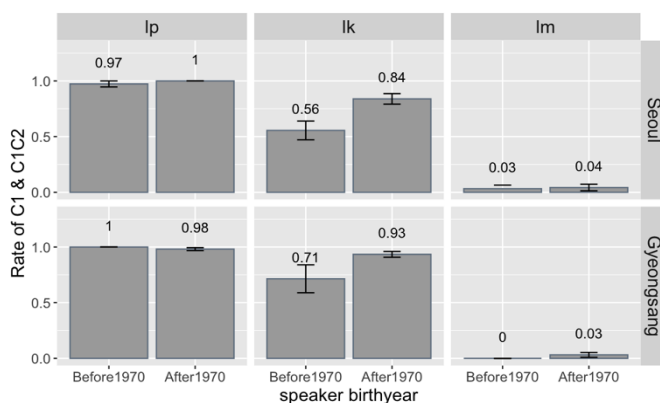 lp lk lm
0.97 1 0.56 0.84 0.03 0.04
1.0
0.5
0.0
Seoul
1 0.98 0.71 0.93 0 0.03
1.0
0.5
0.0
Gyeongsang
Rate of C1 & C1C2
Before1970 After1970 Before1970 After1970 Before1970 After1970
speaker birthyear